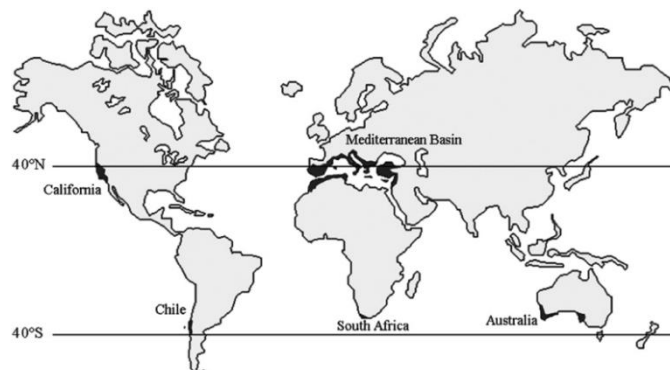 Mediterranean Basin
40°N
California
Chile
South Africa
Australia
40°S